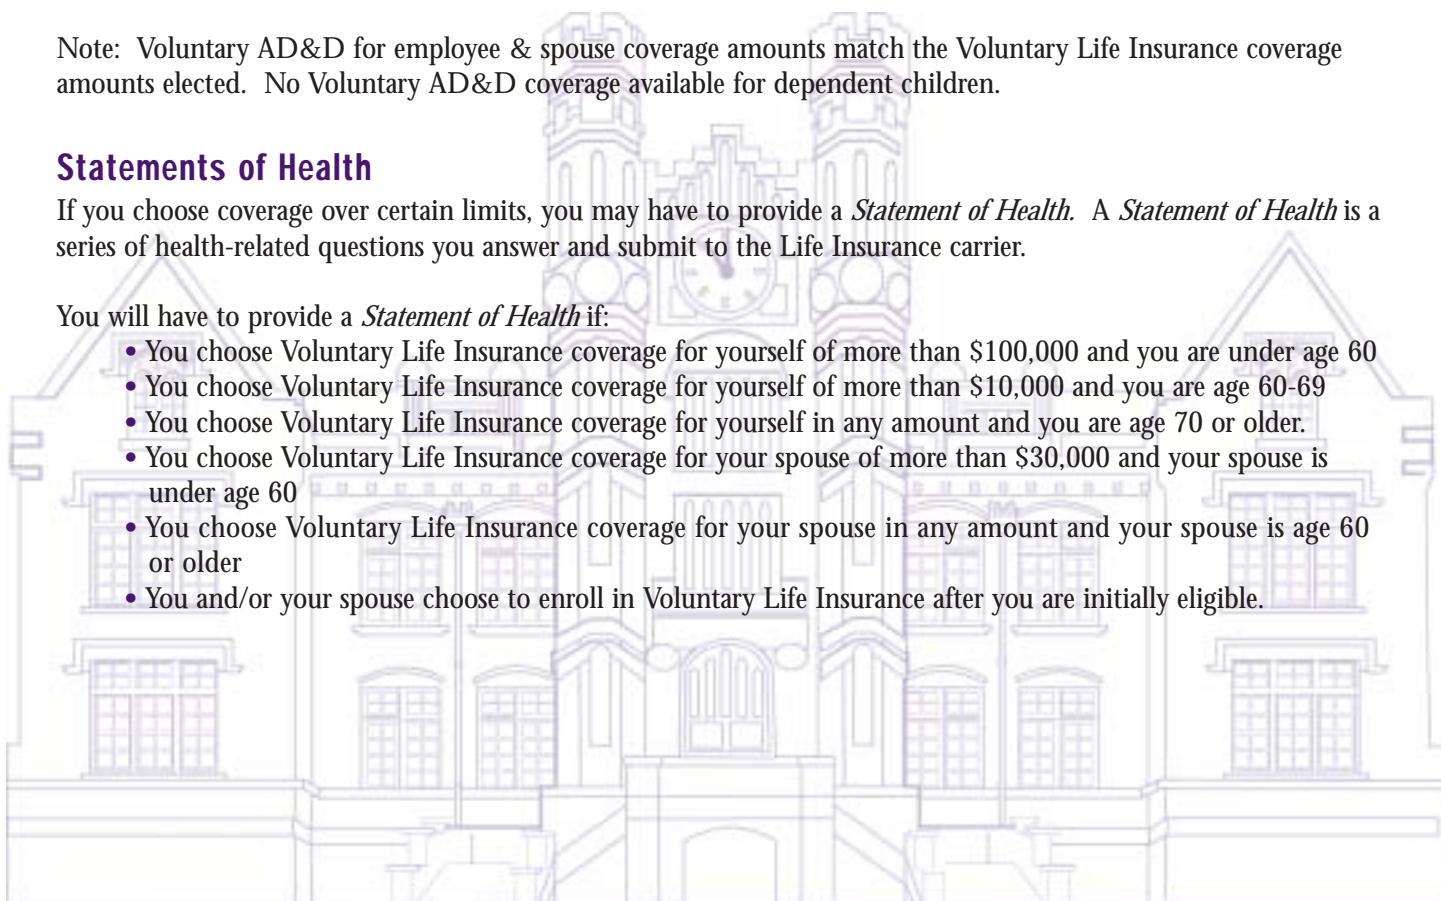 Note: Voluntary AD&D for employee & spouse coverage amounts match the Voluntary Life Insurance coverage
amounts elected. No Voluntary AD&D coverage available for dependent children.
Statements of Health
If you choose coverage over certain limits, you may have to provide a Statement of Health. A Statement of Health is a
series of health-related questions you answer and submit to the Life Insurance carrier.
You will have to provide a Statement of Health if:
• You choose Voluntary Life Insurance coverage for yourself of more than $100,000 and you are under age 60
• You choose Voluntary Life Insurance coverage for yourself of more than $10,000 and you are age 60-69
• You choose Voluntary Life Insurance coverage for yourself in any amount and you are age 70 or older.
• You choose Voluntary Life Insurance coverage for your spouse of more than $30,000 and your spouse is
under age 60
• You choose Voluntary Life Insurance coverage for your spouse in any amount and your spouse is age 60
or older
• You and/or your spouse choose to enroll in Voluntary Life Insurance after you are initially eligible.